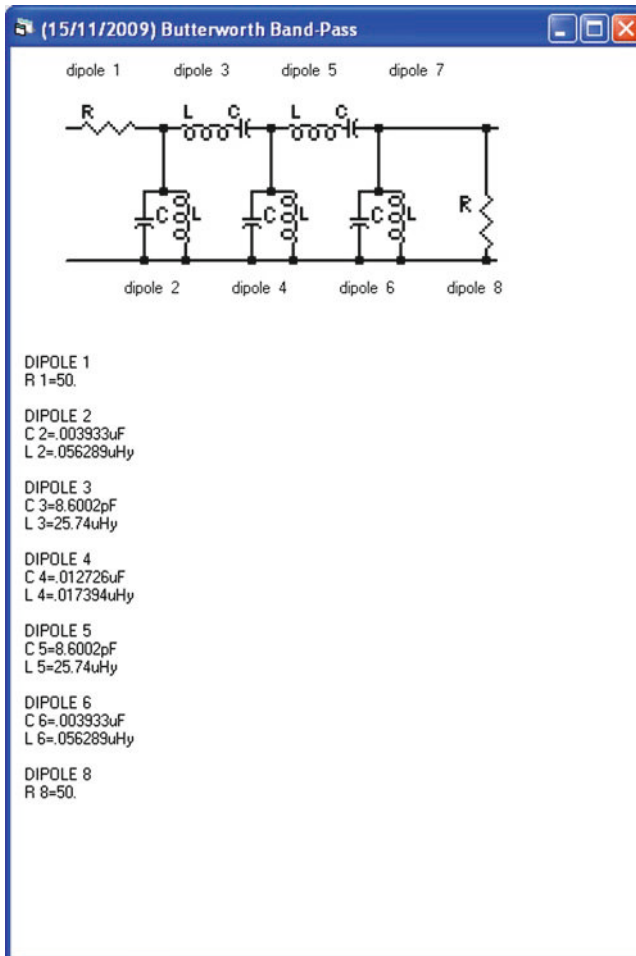 (15/11/2009) Butterworth Band-Pass
dipole 1 dipole 3 dipole 5 dipole 7
R L C L C
C L C L C L R
dipole 2 dipole 4 dipole 6 dipole 8
DIPOLE 1
R 1=50.
DIPOLE 2
C 2=.003933uF
L 2=.056289uHy
DIPOLE 3
C 3=8.6002pF
L 3=25.74uHy
DIPOLE 4
C 4=.012726uF
L 4=.017394uHy
DIPOLE 5
C 5=8.6002pF
L 5=25.74uHy
DIPOLE 6
C 6=.003933uF
L 6=.056289uHy
DIPOLE 8
R 8=50.